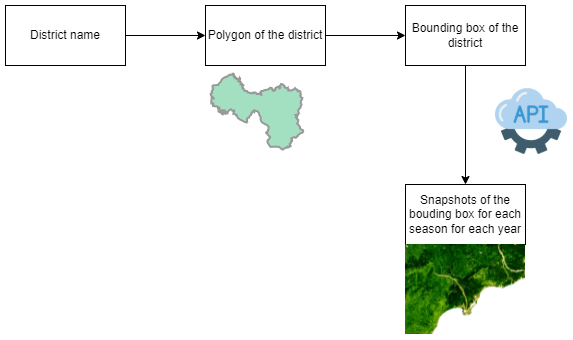 District name
Polygon of the district
Bounding box of the
district
API
Snapshots of the
bouding box for each
season for each year